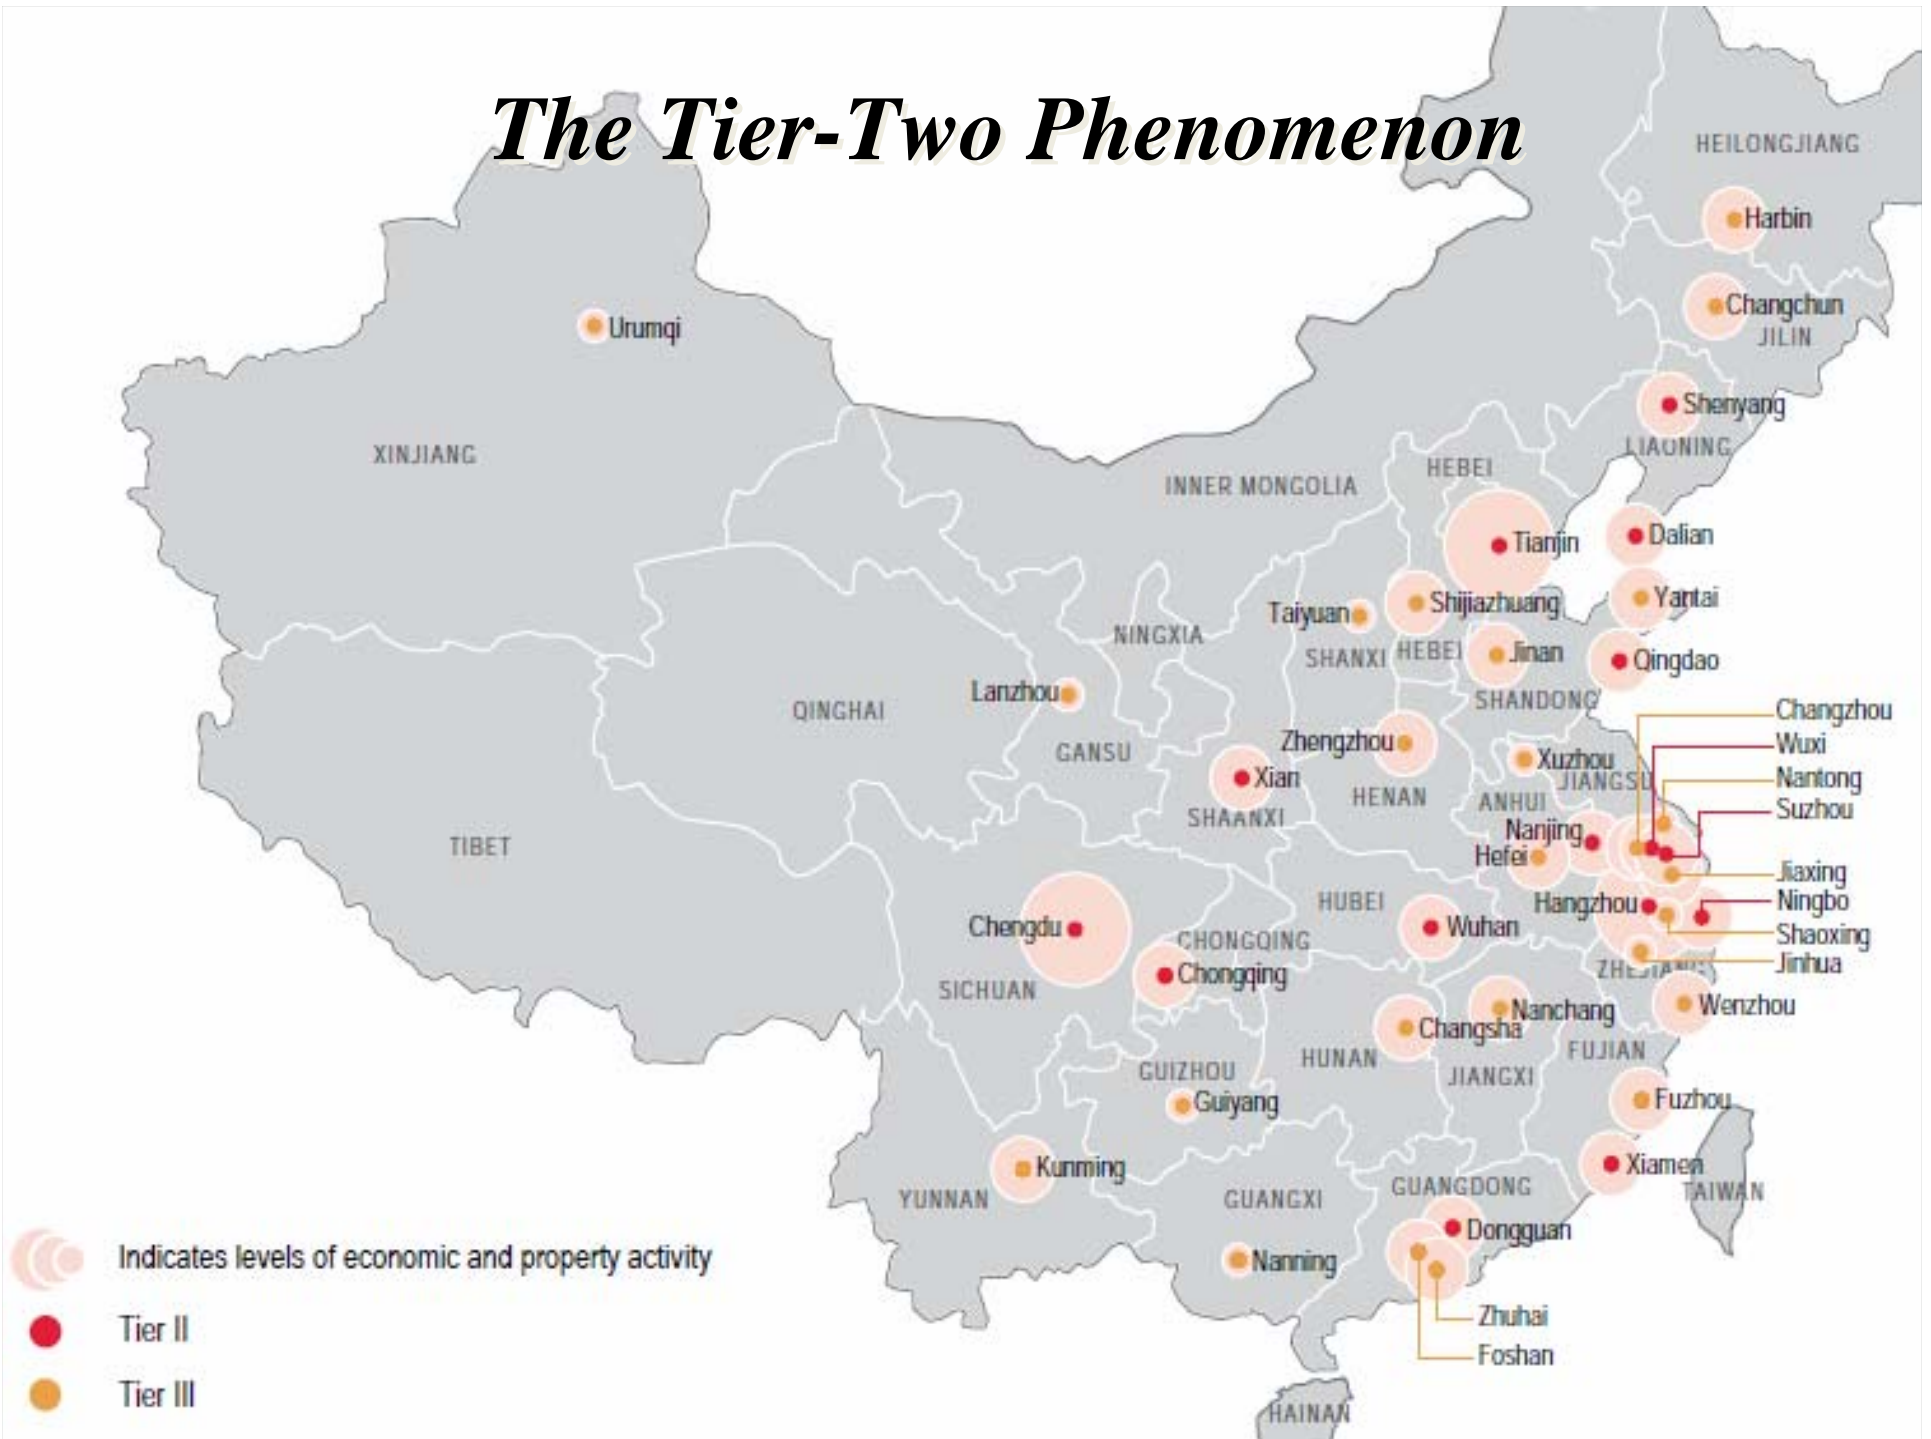 The Tier-Two Phenomenon
HEILONGJIANG
Harbin
Changchun
JILIN
Urumqi
Shenyang
LIAONING
XINJIANG
HEBEI
INNER MONGOLIA
Dalian
Tianjin
Yantai
Shijiazhuang
Taiyuan
NINGXIA
HEBEI
Jinan
SHANXI
Qingdao
Lanzhou
SHANDONG
QINGHAI
Changzhou
Zhengzhou
Wuxi
GANSU
Xuzhou
Xian
JIANGSU
Nantong
HENAN
ANHUI
Suzhou
SHAANXI
Nanjing
TIBET
Hefei
Jiaxing
HUBEI
Hangzhou
Ningbo
Chengdu
Wuhan
Shaoxing
CHONGQING
Jinhua
ZHEJIANG
Chongqing
SICHUAN
Wenzhou
Nanchang
Changsha
FUJIAN
HUNAN
GUIZHOU
JIANGXI
Guiyang
Fuzhou
Kunming
Xiamen
GUANGDONG
TAIWAN
YUNNAN
GUANGXI
Dongguan
Indicates levels of economic and property activity
Nanning
Zhuhai
Tier II
Foshan
Tier III
HAINAN